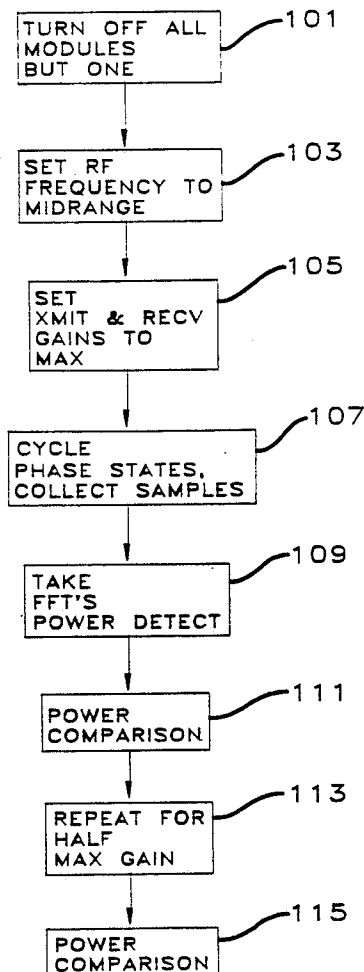 TURN OFF ALL
MODULES
BUT ONE
101
SET RF
FREQUENCY TO
MIDRANGE
103
SET
XMIT & RECV
GAINS TO
MAX
105
CYCLE
PHASE STATES,
COLLECT SAMPLES
107
TAKE
FFT'S
POWER DETECT
109
POWER
COMPARISON
111
REPEAT FOR
HALF
MAX GAIN
113
POWER
COMPARISON
115